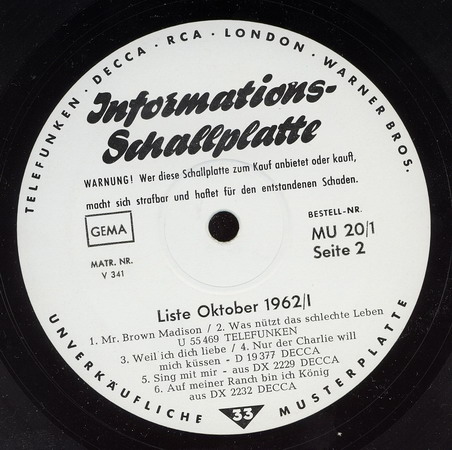 TELEFUNKEN · DECCA · RCA · LONDON · WARNER BROS.
Informations-
Schallplatte
WARNUNG! Wer diese Schallplatte zum Kauf anbietet oder kauft,
macht sich strafbar und haftet für den entstandenen Schaden.
GEMA
MATR. NR.
V 341
BESTELL-NR.
MU 20/1
Seite 2
Liste Oktober 1962/I
1. Mr. Brown Madison / 2. Was nützt das schlechte Leben
U 55 469 TELEFUNKEN
3. Weil ich dich liebe / 4. Nur der Charlie will
mich küssen - D 19 377 DECCA
5. Sing mit mir - aus DX 2229 DECCA
6. Auf meiner Ranch bin ich König
aus DX 2232 DECCA
33
UNVERKÄUFLICHE MUSTERPLATTE